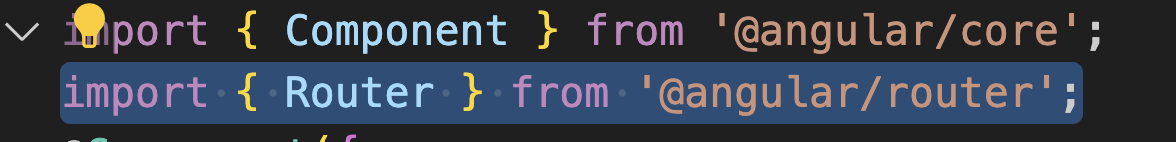 import { Component } from '@angular/core';
import { Router } from '@angular/router';